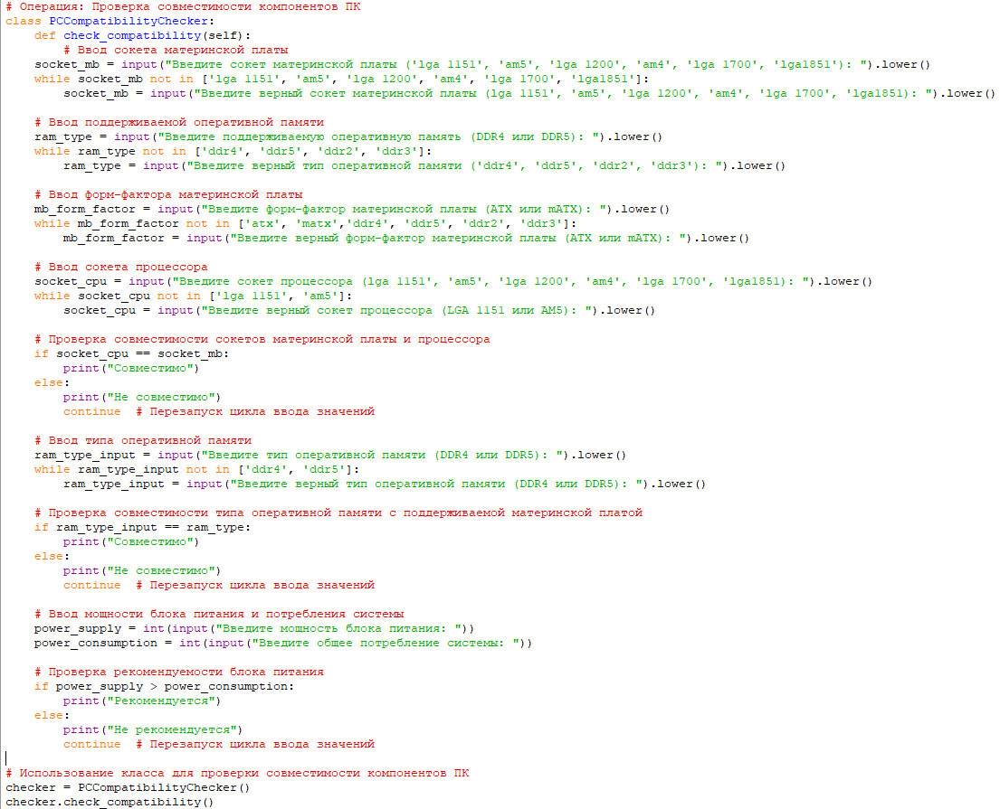 # Операция: Проверка совместимости компонентов ПК
class PCCompatibilityChecker:
    def check_compatibility(self):
        # Ввод сокета материнской платы
    socket_mb = input("Введите сокет материнской платы ('lga 1151', 'am5', 'lga 1200', 'am4', 'lga 1700', 'lga1851'): ").lower()
    while socket_mb not in ['lga 1151', 'am5', 'lga 1200', 'am4', 'lga 1700', 'lga1851']:
        socket_mb = input("Введите верный сокет материнской платы (lga 1151', 'am5', 'lga 1200', 'am4', 'lga 1700', 'lga1851): ").lower()

    # Ввод поддерживаемой оперативной памяти
    ram_type = input("Введите поддерживаемую оперативную память (DDR4 или DDR5): ").lower()
    while ram_type not in ['ddr4', 'ddr5', 'ddr2', 'ddr3']:
        ram_type = input("Введите верный тип оперативной памяти ('ddr4', 'ddr5', 'ddr2', 'ddr3'): ").lower()

    # Ввод форм-фактора материнской платы
    mb_form_factor = input("Введите форм-фактор материнской платы (ATX или mATX): ").lower()
    while mb_form_factor not in ['atx', 'matx','ddr4', 'ddr5', 'ddr2', 'ddr3']:
        mb_form_factor = input("Введите верный форм-фактор материнской платы (ATX или mATX): ").lower()

    # Ввод сокета процессора
    socket_cpu = input("Введите сокет процессора (lga 1151', 'am5', 'lga 1200', 'am4', 'lga 1700', 'lga1851): ").lower()
    while socket_cpu not in ['lga 1151', 'am5']:
        socket_cpu = input("Введите верный сокет процессора (LGA 1151 или AM5): ").lower()

    # Проверка совместимости сокетов материнской платы и процессора
    if socket_cpu == socket_mb:
        print("Совместимо")
    else:
        print("Не совместимо")
        continue  # Перезапуск цикла ввода значений

    # Ввод типа оперативной памяти
    ram_type_input = input("Введите тип оперативной памяти (DDR4 или DDR5): ").lower()
    while ram_type_input not in ['ddr4', 'ddr5']:
        ram_type_input = input("Введите верный тип оперативной памяти (DDR4 или DDR5): ").lower()

    # Проверка совместимости типа оперативной памяти с поддерживаемой материнской платой
    if ram_type_input == ram_type:
        print("Совместимо")
    else:
        print("Не совместимо")
        continue  # Перезапуск цикла ввода значений

    # Ввод мощности блока питания и потребления системы
    power_supply = int(input("Введите мощность блока питания: "))
    power_consumption = int(input("Введите общее потребление системы: "))

    # Проверка рекомендуемости блока питания
    if power_supply > power_consumption:
        print("Рекомендуется")
    else:
        print("Не рекомендуется")
        continue  # Перезапуск цикла ввода значений

# Использование класса для проверки совместимости компонентов ПК
checker = PCCompatibilityChecker()
checker.check_compatibility()